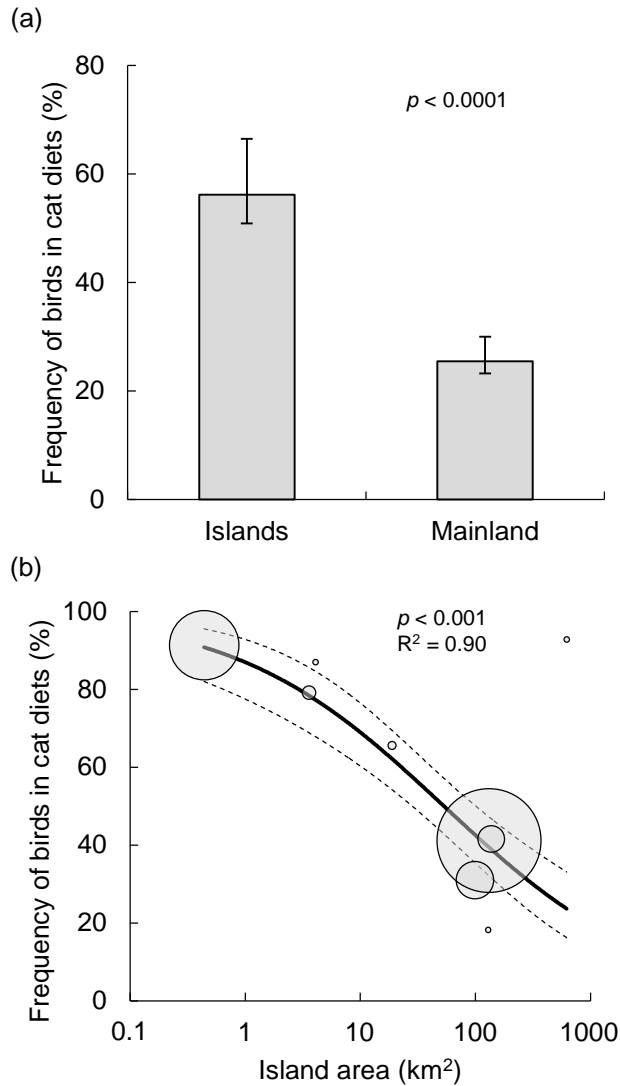 (a)
Frequency of birds in cat diets (%)
80
60
40
20
0
p < 0.0001
Islands
Mainland
(b)
Frequency of birds in cat diets (%)
100
80
60
40
20
0
p < 0.001
R² = 0.90
0.1 1 10 100 1000
Island area (km²)